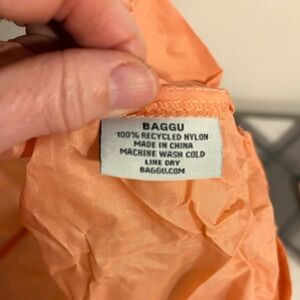 BAGGU
100% RECYCLED NYLON
MADE IN CHINA
MACHINE WASH COLD
LINE DRY
BAGGU.COM